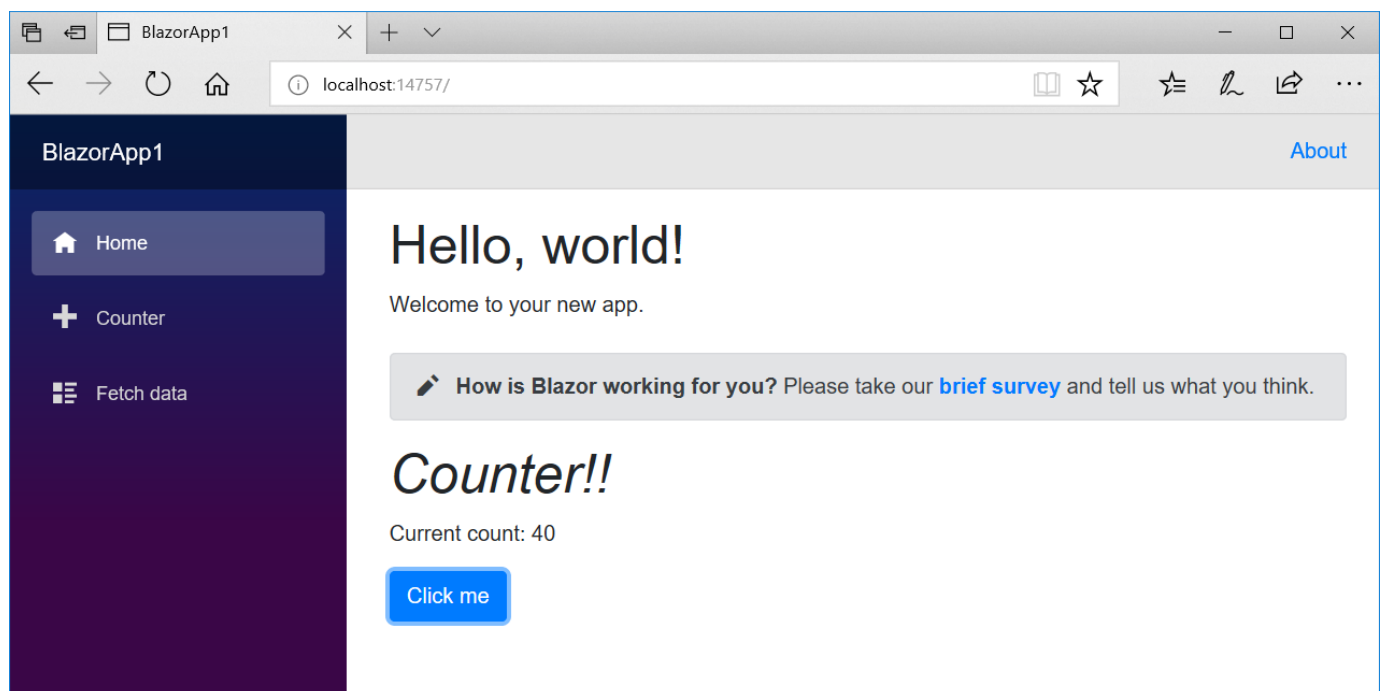 BlazorApp1
localhost:14757/
BlazorApp1
About
Home
Counter
Fetch data
Hello, world!
Welcome to your new app.
How is Blazor working for you? Please take our brief survey and tell us what you think.
Counter!!
Current count: 40
Click me